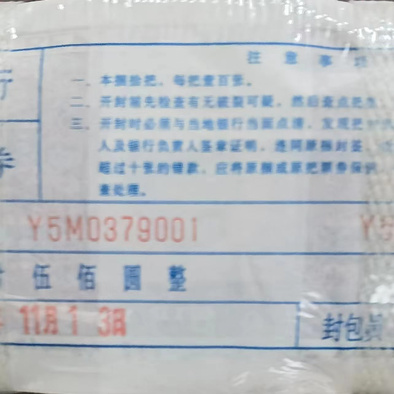 注意事项
行
一、本捆拾把，每把壹百张。
二、开封前先检查有无破裂可疑，然后查点把
券
三、开封时必须与当地银行当面点清，发现把
人及银行负责人签章证明，连同原捆封签、
超过十张的错款，应将原捆或原把票券保
查处理。
Y5M0379001 Y5
伍佰圆整
11月13日 封包员